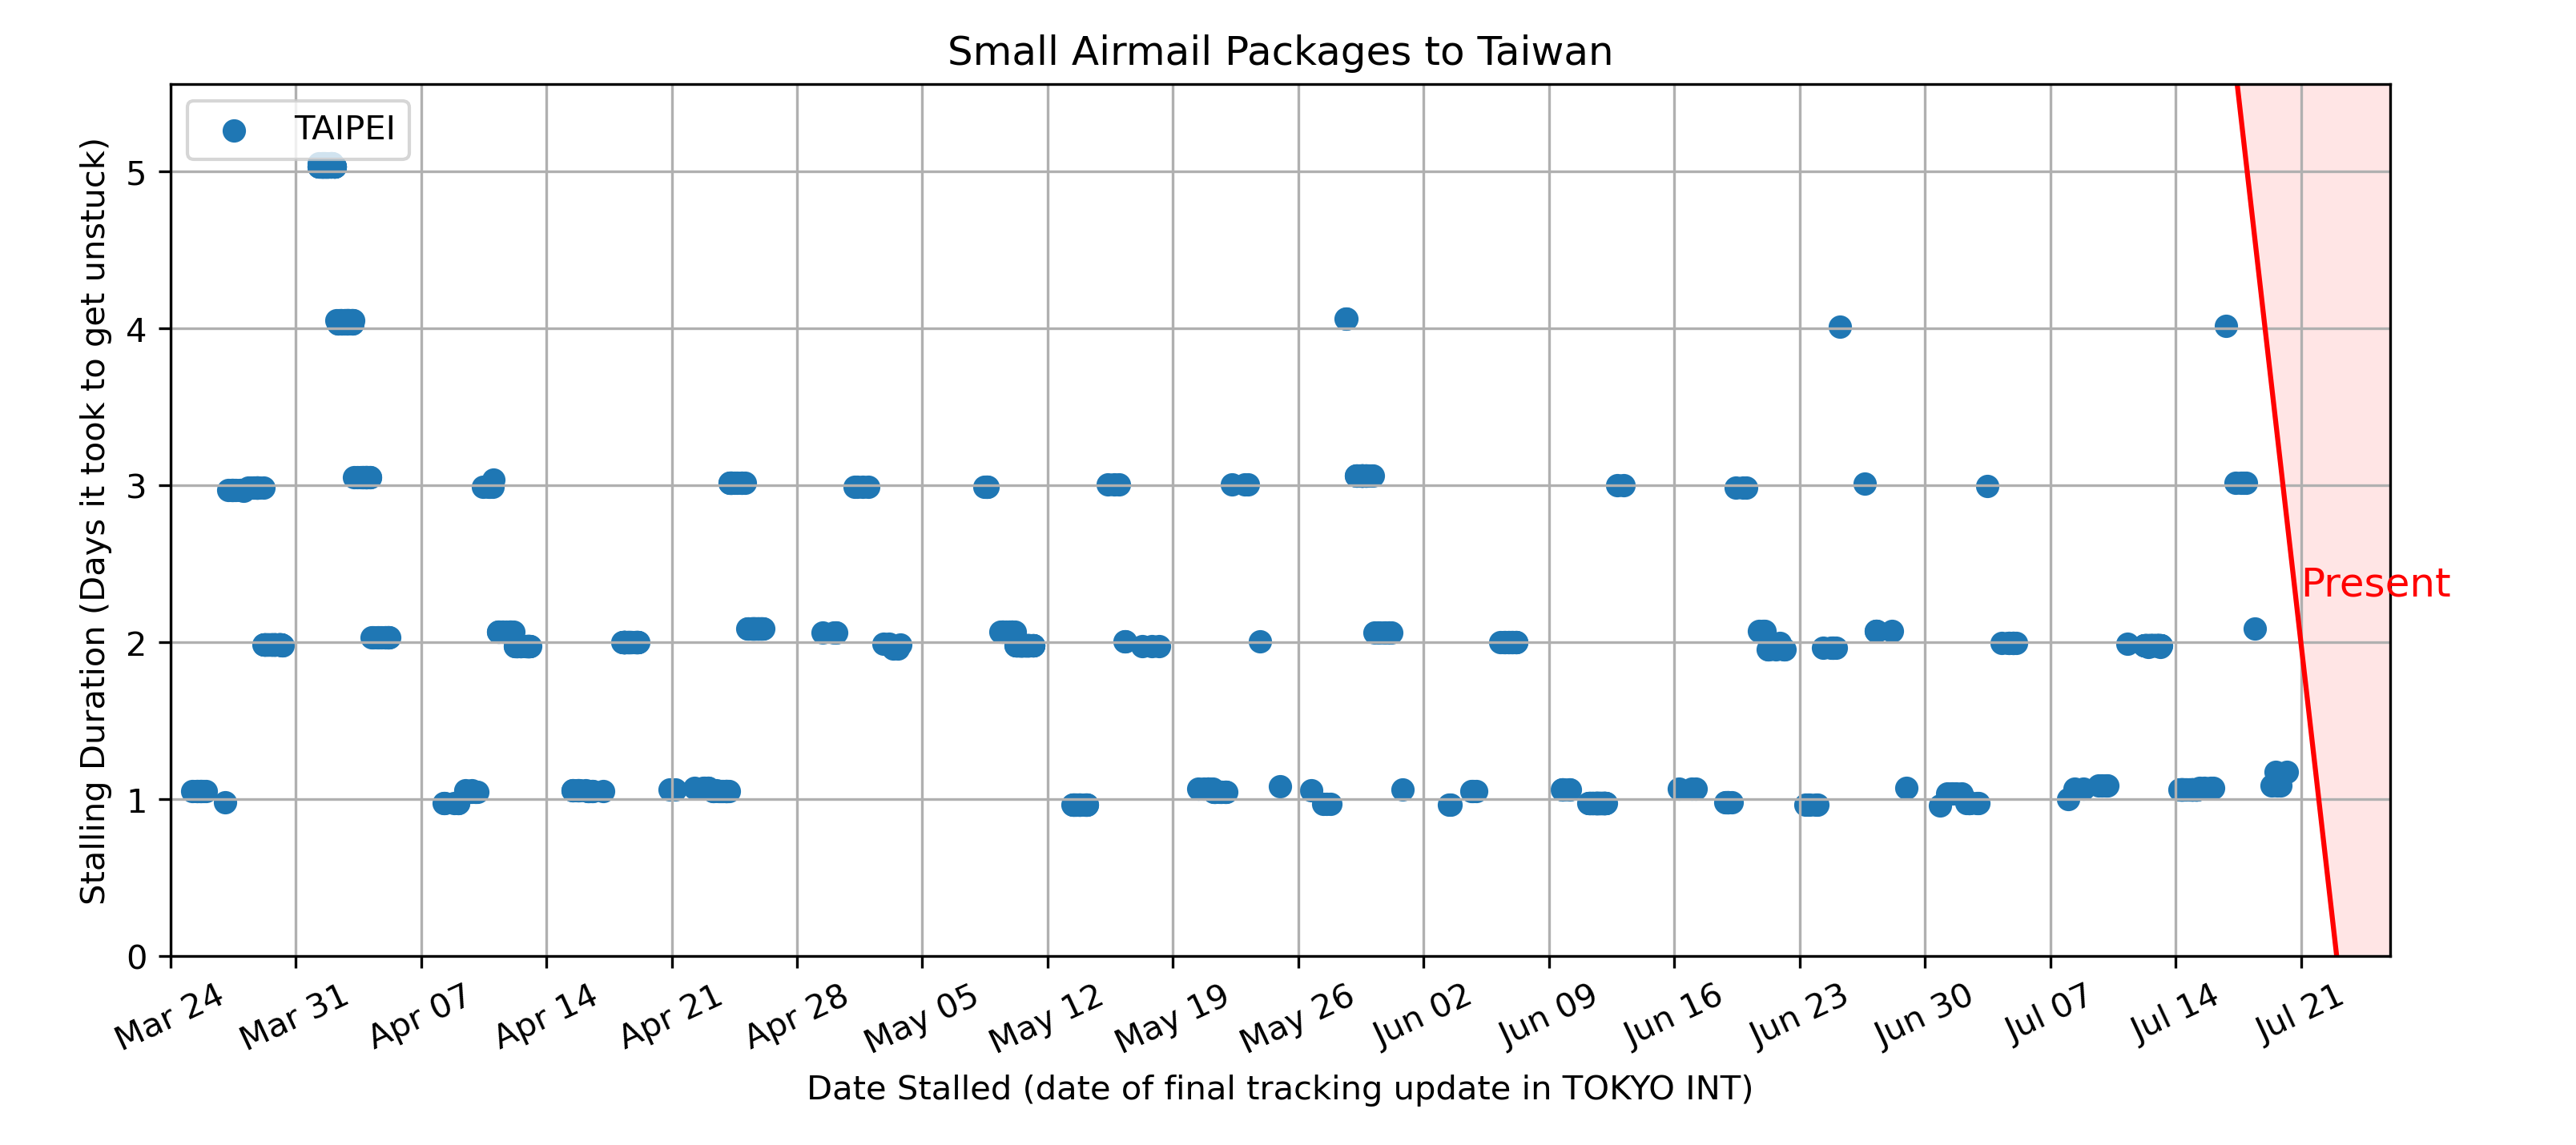 Small Airmail Packages to Taiwan
TAIPEI
Stalling Duration (Days it took to get unstuck)
5
4
3
2
1
0
Present
Mar 24
Mar 31
Apr 07
Apr 14
Apr 21
Apr 28
May 05
May 12
May 19
May 26
Jun 02
Jun 09
Jun 16
Jun 23
Jun 30
Jul 07
Jul 14
Jul 21
Date Stalled (date of final tracking update in TOKYO INT)